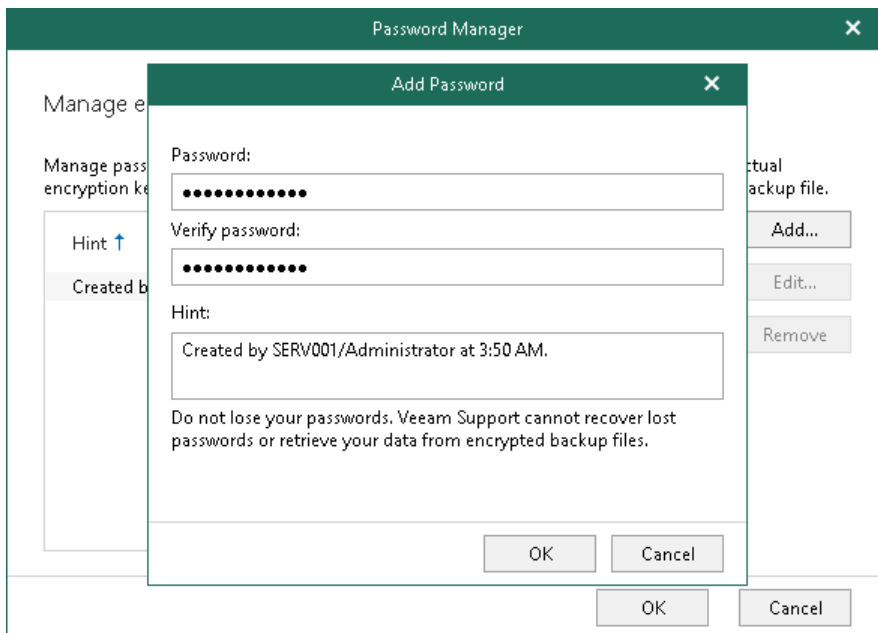 Password Manager
Add Password
Manage e
Manage pass
ctual
encryption ke
ackup file.
Hint
Created b
Add...
Edit...
Remove
Password:
●●●●●●●●●●●●
Verify password:
●●●●●●●●●●●●
Hint:
Created by SERV001/Administrator at 3:50 AM.
Do not lose your passwords. Veeam Support cannot recover lost
passwords or retrieve your data from encrypted backup files.
OK
Cancel
OK
Cancel